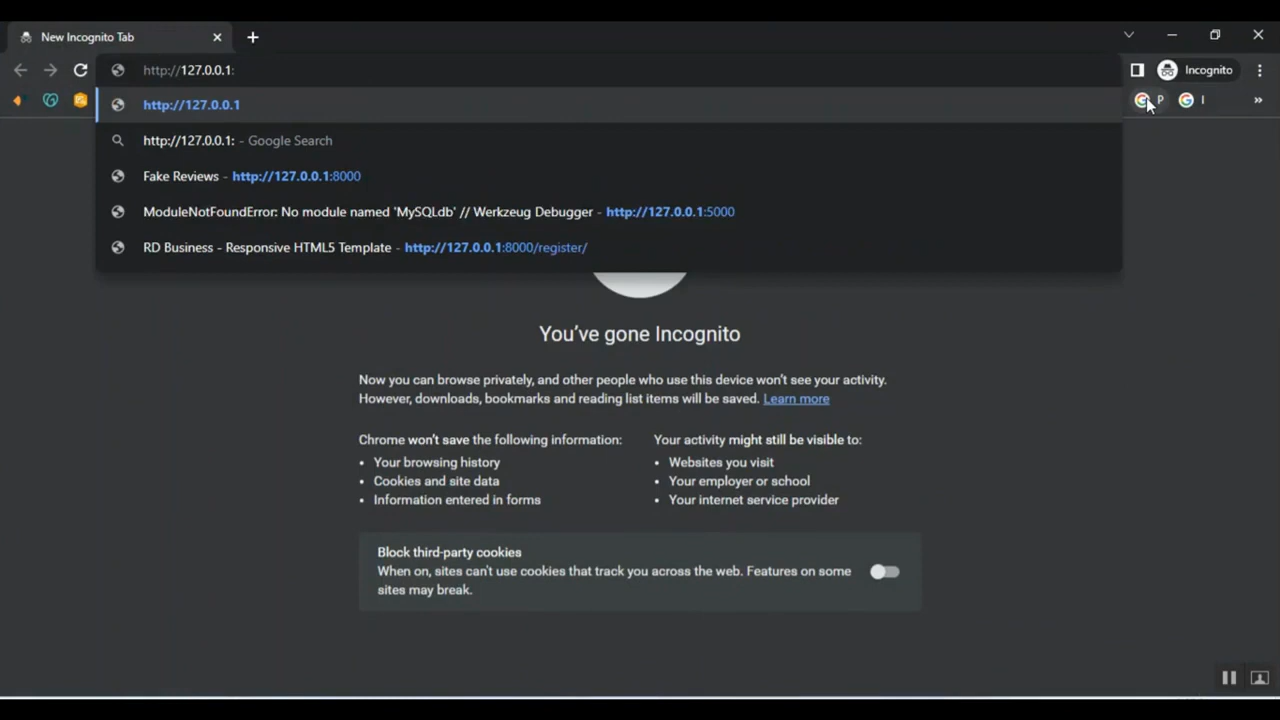 New Incognito Tab
http://127.0.0.1:
Incognito
http://127.0.0.1
P
I
http://127.0.0.1: - Google Search
Fake Reviews - http://127.0.0.1:8000
ModuleNotFoundError: No module named 'MySQLdb' // Werkzeug Debugger - http://127.0.0.1:5000
RD Business - Responsive HTML5 Template - http://127.0.0.1:8000/register/
You've gone Incognito
Now you can browse privately, and other people who use this device won't see your activity.
However, downloads, bookmarks and reading list items will be saved. Learn more
Chrome won't save the following information:
• Your browsing history
• Cookies and site data
• Information entered in forms
Your activity might still be visible to:
• Websites you visit
• Your employer or school
• Your internet service provider
Block third-party cookies
When on, sites can't use cookies that track you across the web. Features on some
sites may break.